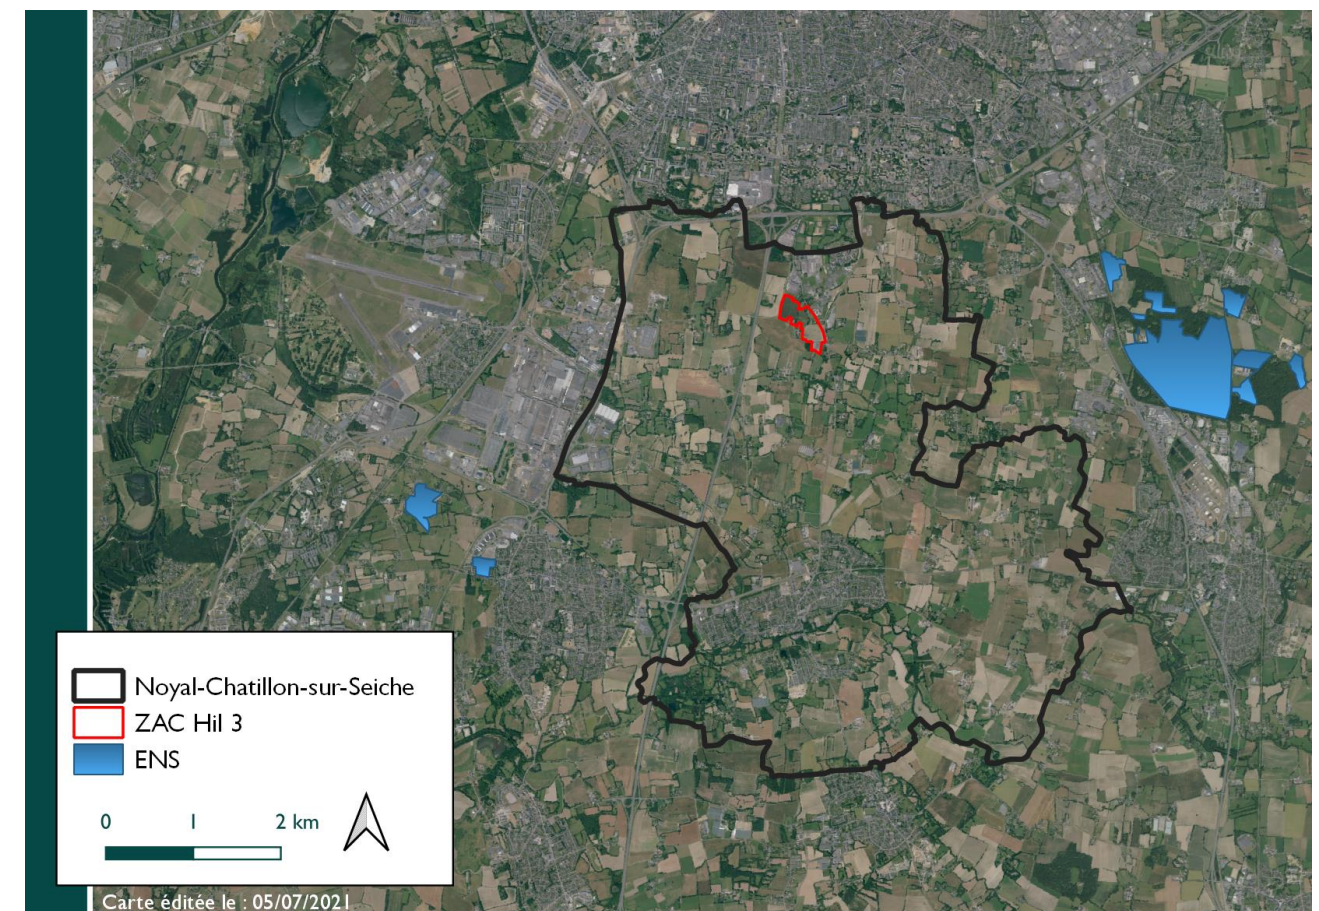 Noyal-Chatillon-sur-Seiche
ZAC Hil 3
ENS
0 1 2 km
Carte éditée le : 05/07/2021